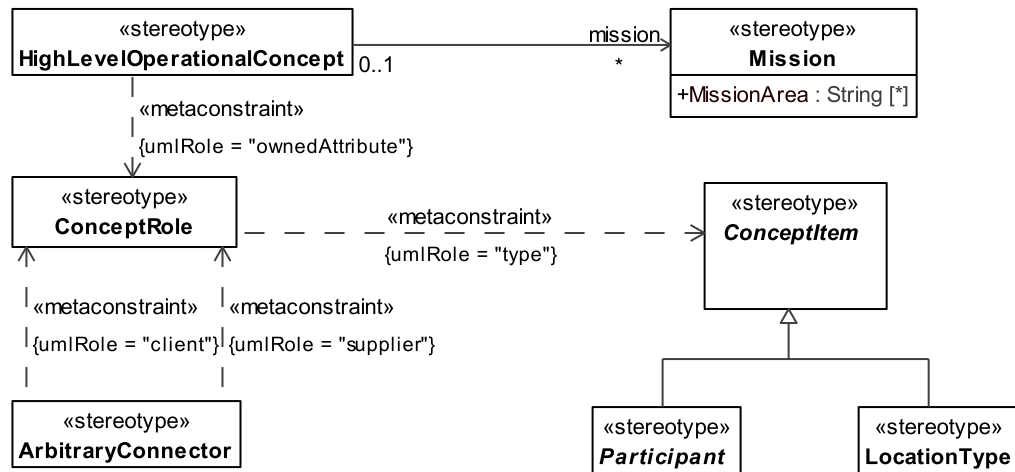 «stereotype»
HighLevelOperationalConcept
mission
0..1
*
«stereotype»
Mission
+MissionArea : String [*]
«metaconstraint»
{umlRole = "ownedAttribute"}
«stereotype»
ConceptRole
«metaconstraint»
{umlRole = "type"}
«stereotype»
ConceptItem
«metaconstraint»
{umlRole = "client"}
«metaconstraint»
{umlRole = "supplier"}
«stereotype»
ArbitraryConnector
«stereotype»
Participant
«stereotype»
LocationType